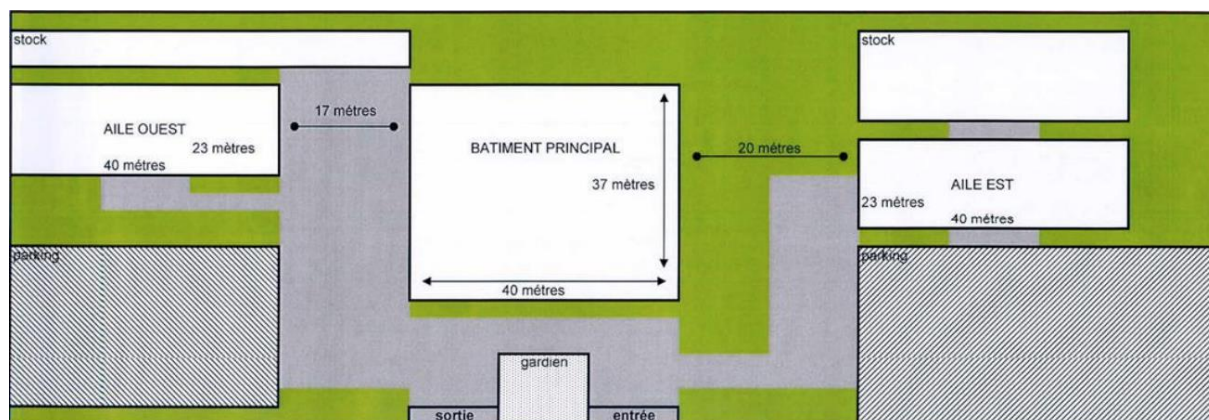 stock
stock
17 métres
AILE OUEST
23 mètres
40 métres
BATIMENT PRINCIPAL
37 mètres
40 métres
20 métres
AILE EST
23 métres
40 métres
parking
parking
gardien
sortie
entrée